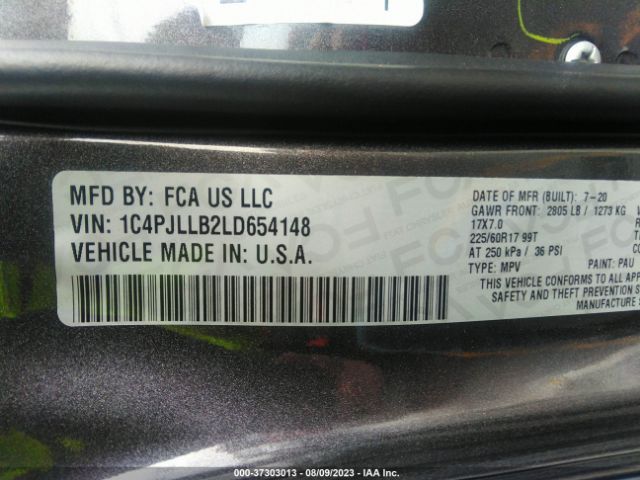 MFD BY: FCA US LLC
VIN: 1C4PJLLB2LD654148
VEHICLE MADE IN: U.S.A.
DATE OF MFR (BUILT): 7-20
GAWR FRONT: 2805 LB / 1273 KG
17X7.0
225/60R17 99T
AT 250 kPa / 36 PSI
TYPE: MPV PAINT: PAU
THIS VEHICLE CONFORMS TO ALL APP
SAFETY AND THEFT PREVENTION S
MANUFACTURE
000-37303013 - 08/09/2023 - IAA Inc.